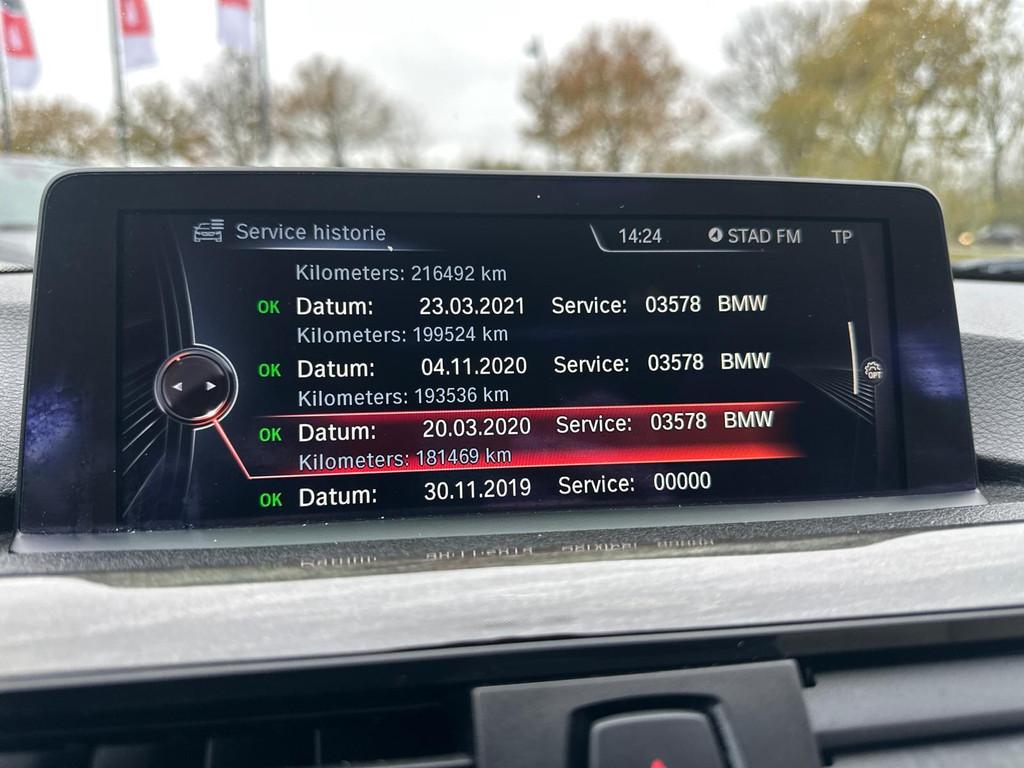 Service historie 14:24 STAD FM TP
Kilometers: 216492 km
OK Datum: 23.03.2021 Service: 03578 BMW
Kilometers: 199524 km
OK Datum: 04.11.2020 Service: 03578 BMW
Kilometers: 193536 km
OK Datum: 20.03.2020 Service: 03578 BMW
Kilometers: 181469 km
OK Datum: 30.11.2019 Service: 00000
OPT